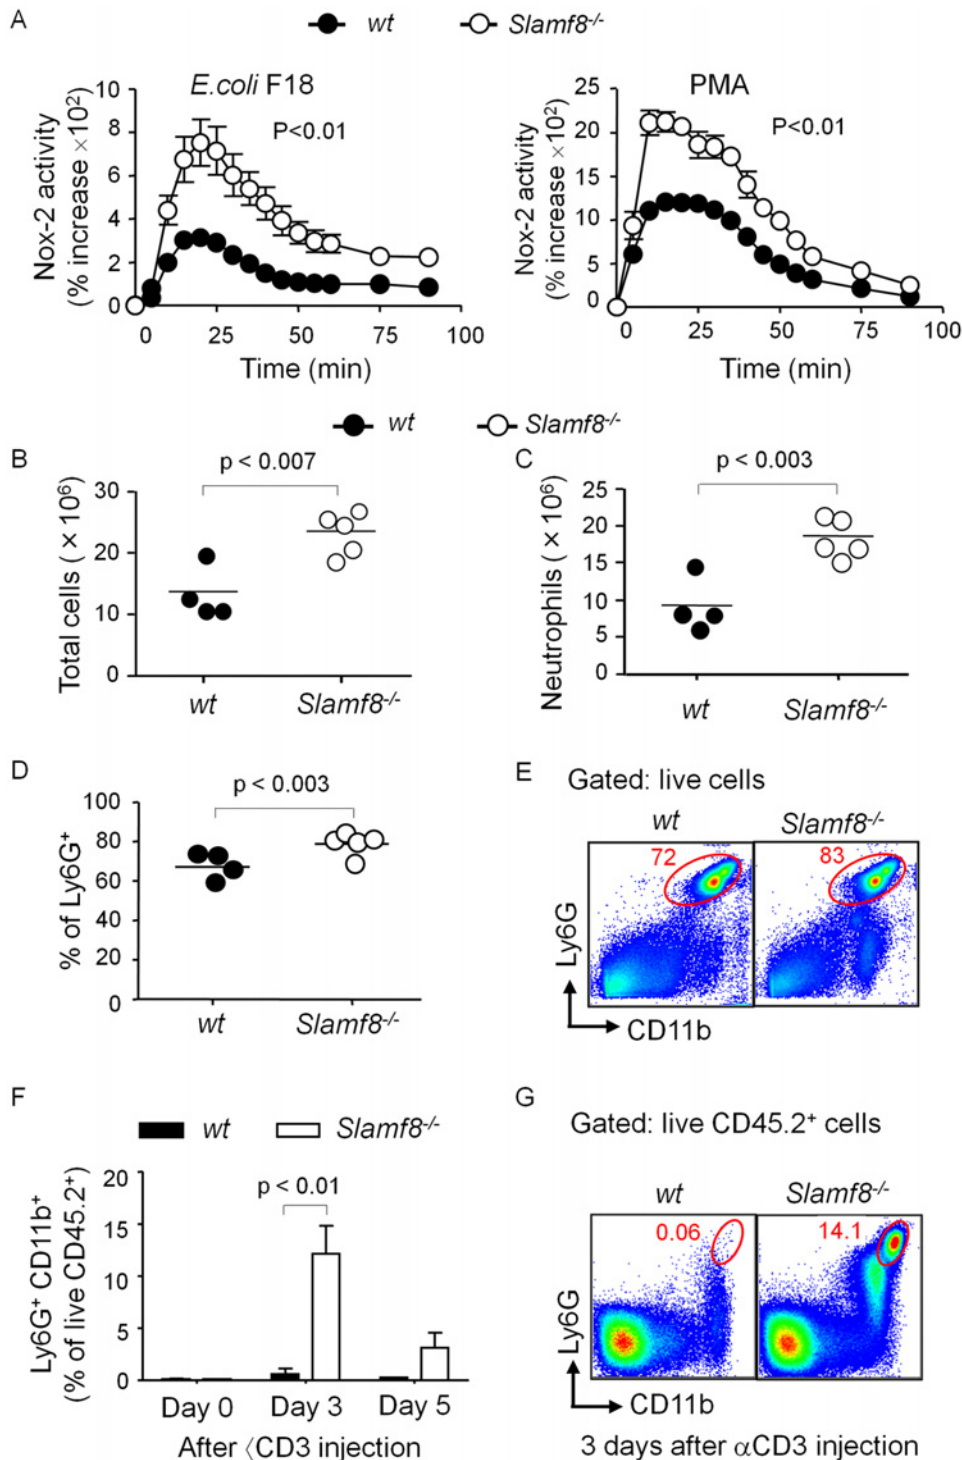 A
wt   Slamf8-/-
E.coli F18
P<0.01
Nox-2 activity
(% increase ×10²)
10
8
6
4
2
0
0 25 50 75 100
Time (min)
PMA
P<0.01
Nox-2 activity
(% increase ×10²)
25
20
15
10
5
0
0 25 50 75 100
Time (min)
wt   Slamf8-/-
B
p < 0.007
Total cells ( × 10⁶)
30
20
10
0
wt   Slamf8-/-
C
p < 0.003
Neutrophils ( × 10⁶)
25
20
15
10
5
0
wt   Slamf8-/-
D
p < 0.003
% of Ly6G⁺
100
80
60
40
20
0
wt   Slamf8-/-
E
Gated: live cells
wt   Slamf8-/-
72   83
Ly6G
CD11b
F
wt   Slamf8-/-
p < 0.01
Ly6G⁺ CD11b⁺
(% of live CD45.2⁺)
20
15
10
5
0
Day 0 Day 3 Day 5
After ⟨CD3 injection
G
Gated: live CD45.2⁺ cells
wt   Slamf8-/-
0.06   14.1
Ly6G
CD11b
3 days after αCD3 injection